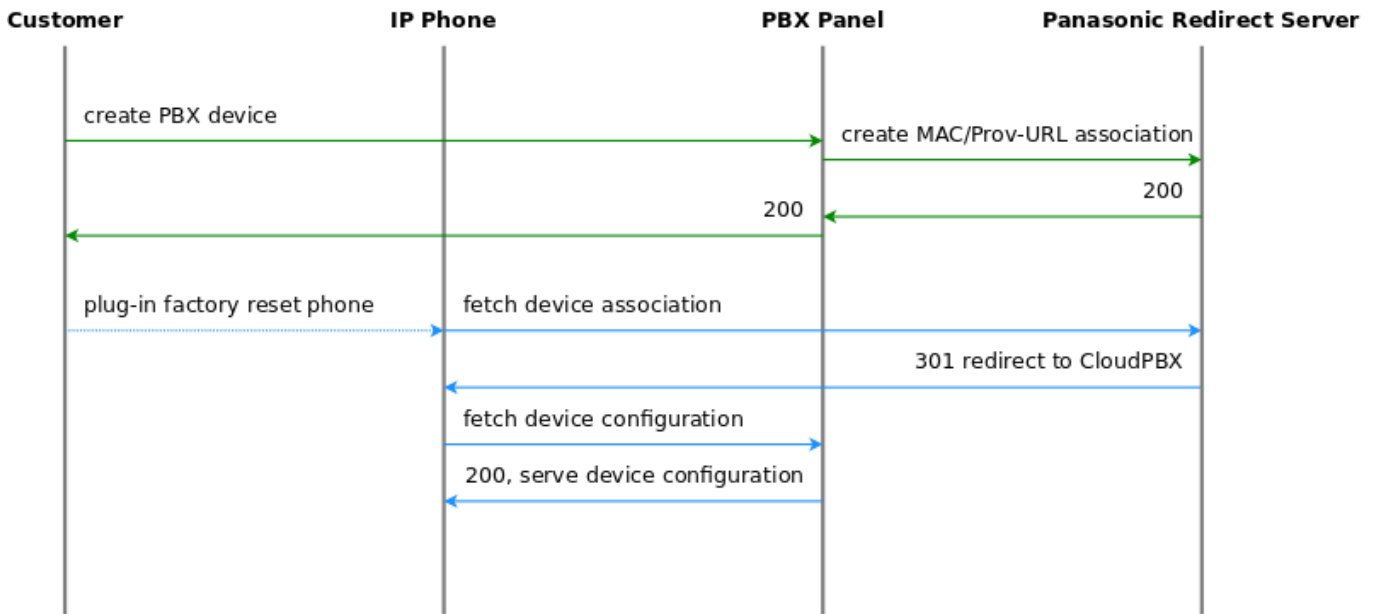 Customer
IP Phone
PBX Panel
Panasonic Redirect Server
create PBX device
create MAC/Prov-URL association
200
200
plug-in factory reset phone
fetch device association
301 redirect to CloudPBX
fetch device configuration
200, serve device configuration